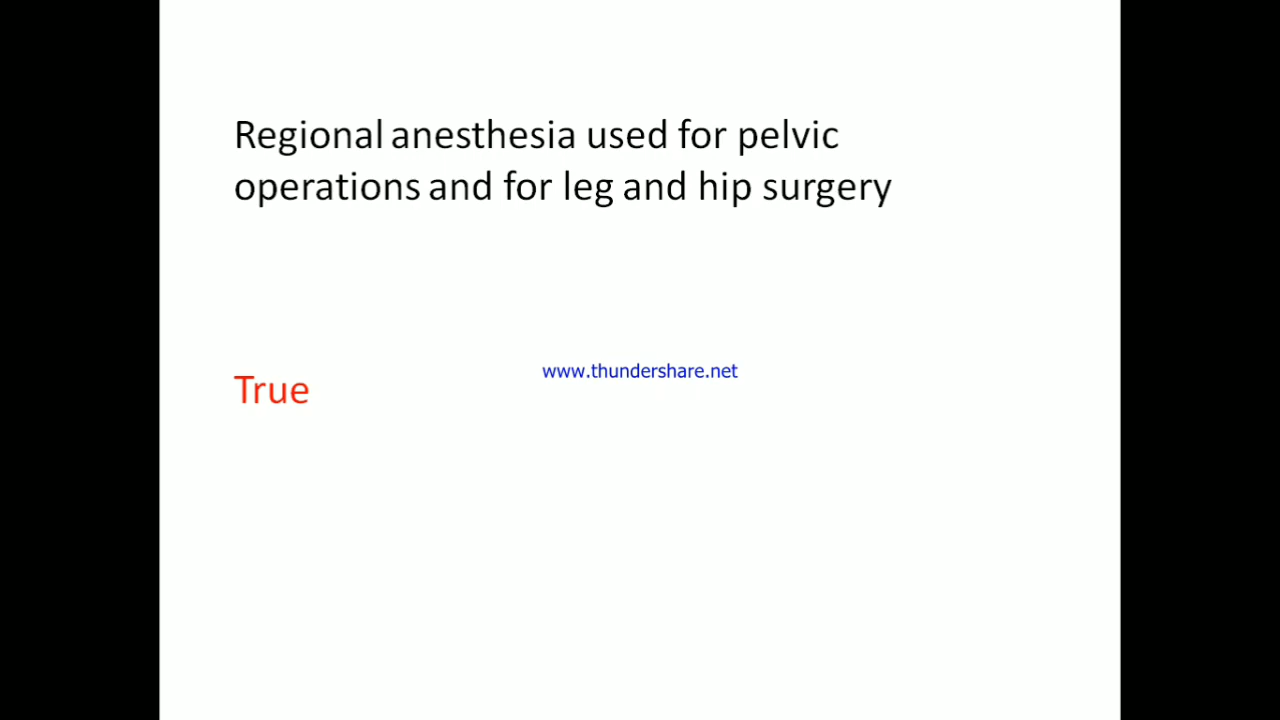 Regional anesthesia used for pelvic
operations and for leg and hip surgery
www.thundershare.net
True